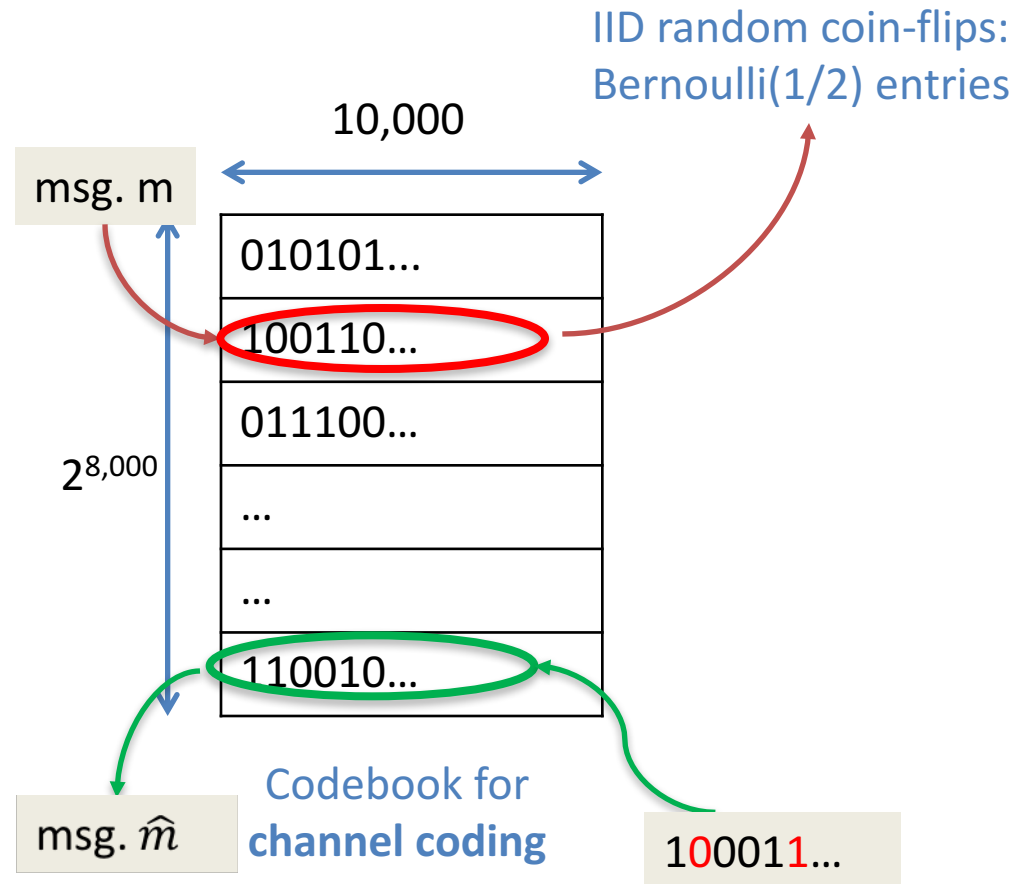 IID random coin-flips:
Bernoulli(1/2) entries
10,000
msg. m
010101...
100110...
011100...
2^8,000
...
...
110010...
msg. m̂
Codebook for
channel coding
100011...